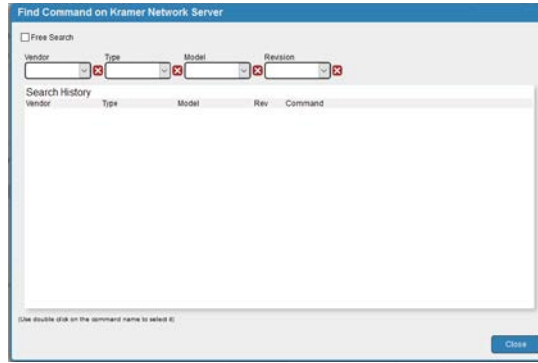 Find Command on Kramer Network Server
Free Search
Vendor Type Model Revision
Search History
Vendor Type Model Rev Command
(Use double click on the command name to select it)
Close